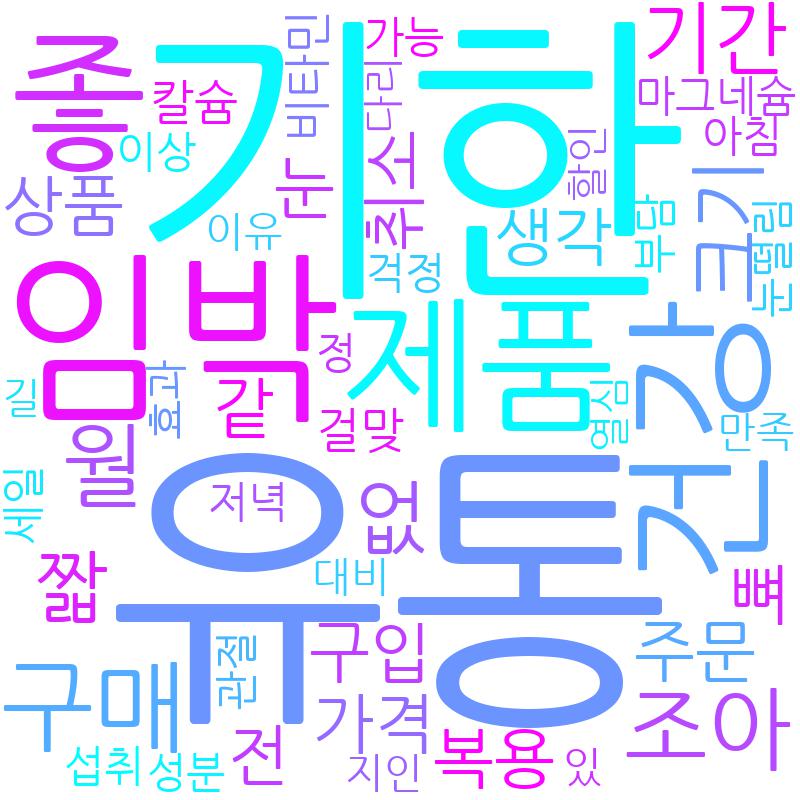 좋
기한
칼슘
비타민
가능
다리
기간
마그네슘
이상
눈
취소
할인
아침
상품
이유
생각
부담
크기
눈떨림
걱정
임박
제품
건강
정
길
효과
같
걸맞
열심
만족
월
세일
저녁
없
유통
짧
대비
뼈
관절
구입
주문
구매
가격
조아
섭취
성분
전
지인
복용
있